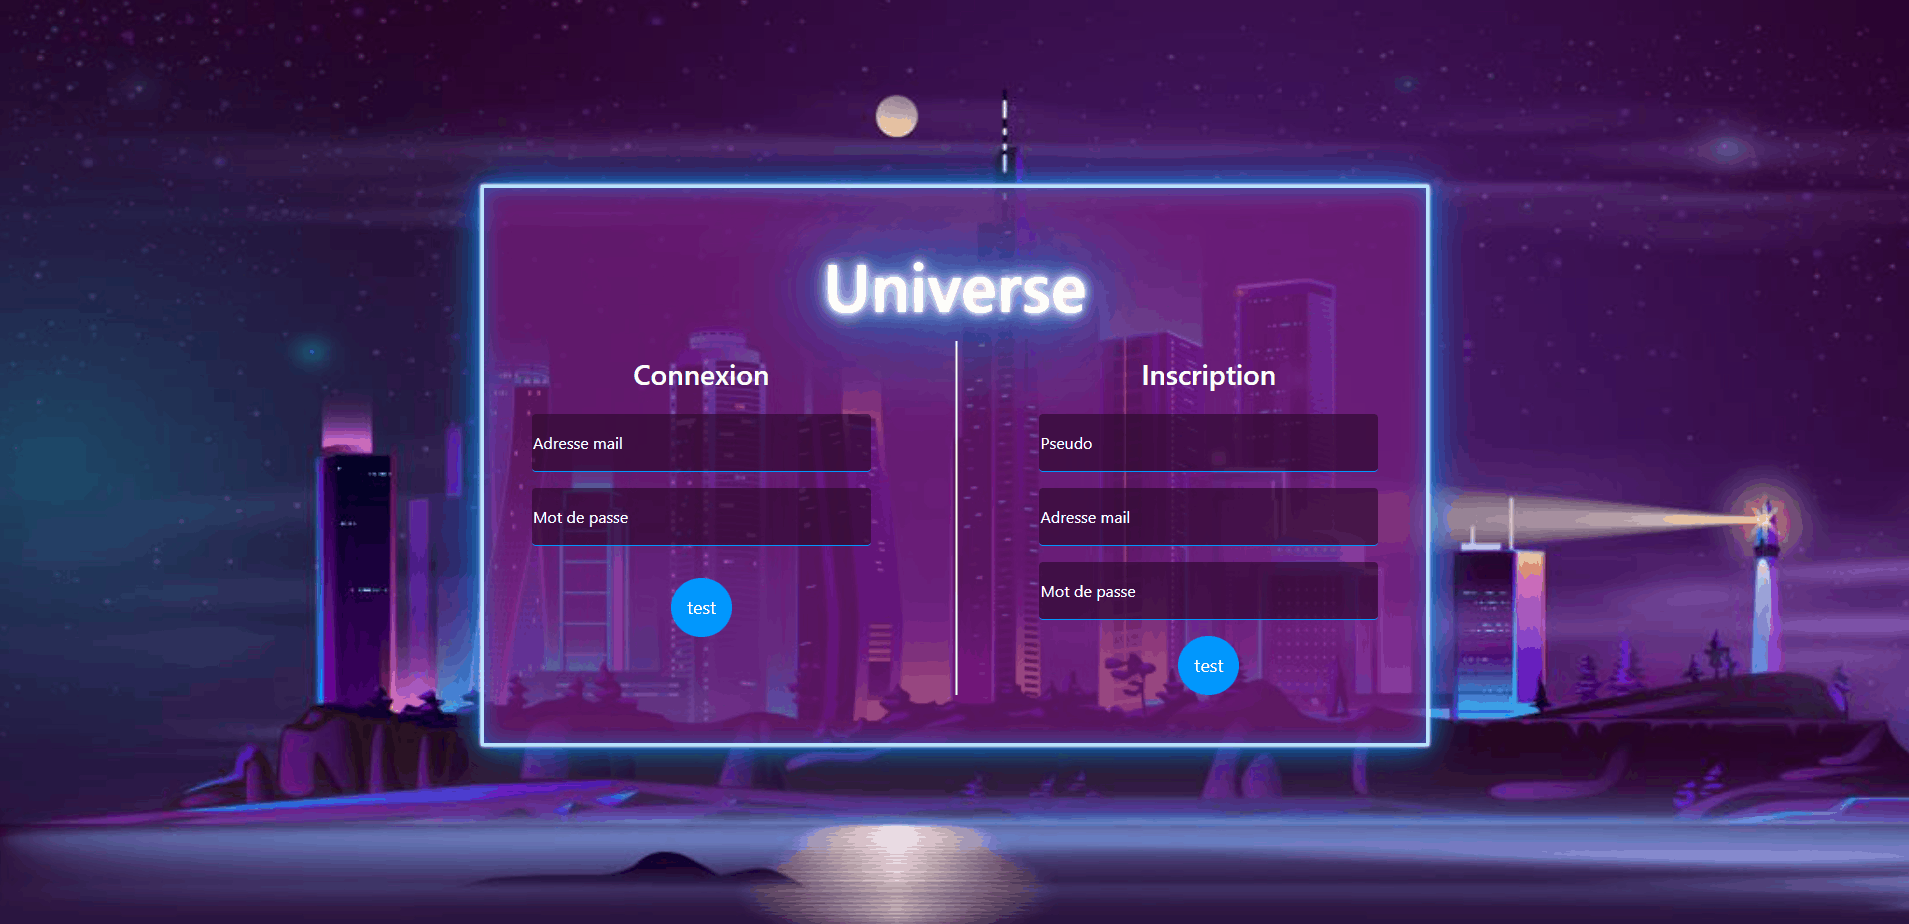 Universe
Connexion
Adresse mail
Mot de passe
test
Inscription
Pseudo
Adresse mail
Mot de passe
test